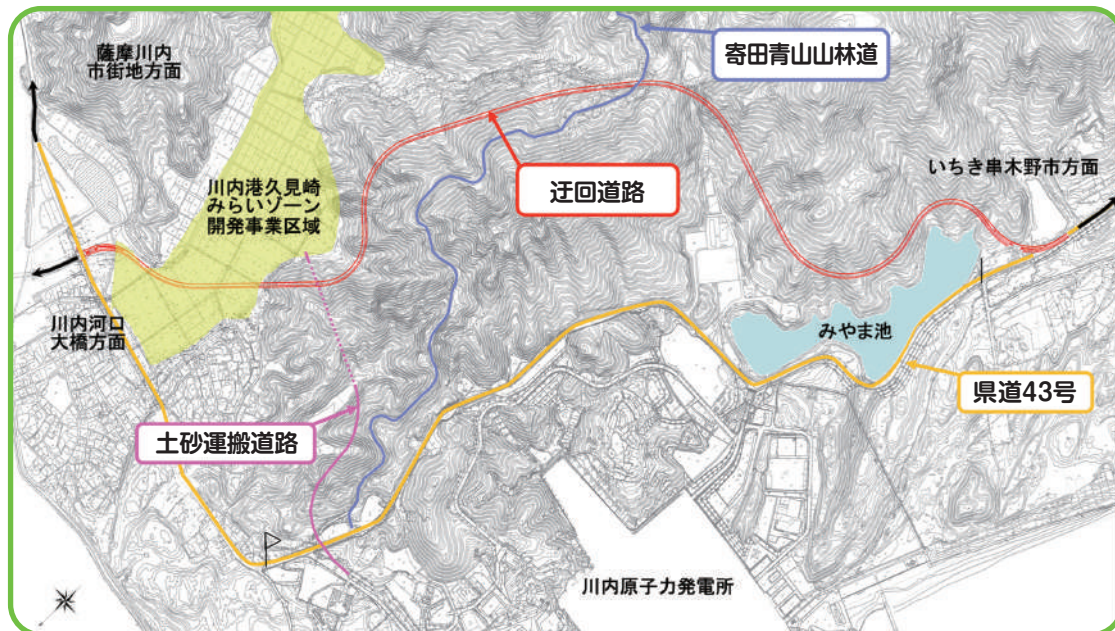 薩摩川内
市街地方面
寄田青山山林道
いちき串木野市方面
迂回道路
川内港久見崎
みらいゾーン
開発事業区域
川内河口
大橋方面
みやま池
県道43号
土砂運搬道路
川内原子力発電所